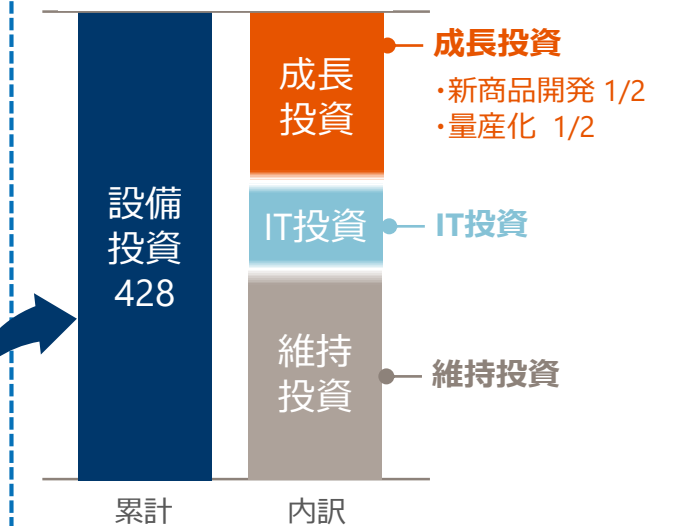 設備
投資
428
成長
投資
IT投資
維持
投資
成長投資
・新商品開発 1/2
・量産化 1/2
IT投資
維持投資
累計
内訳